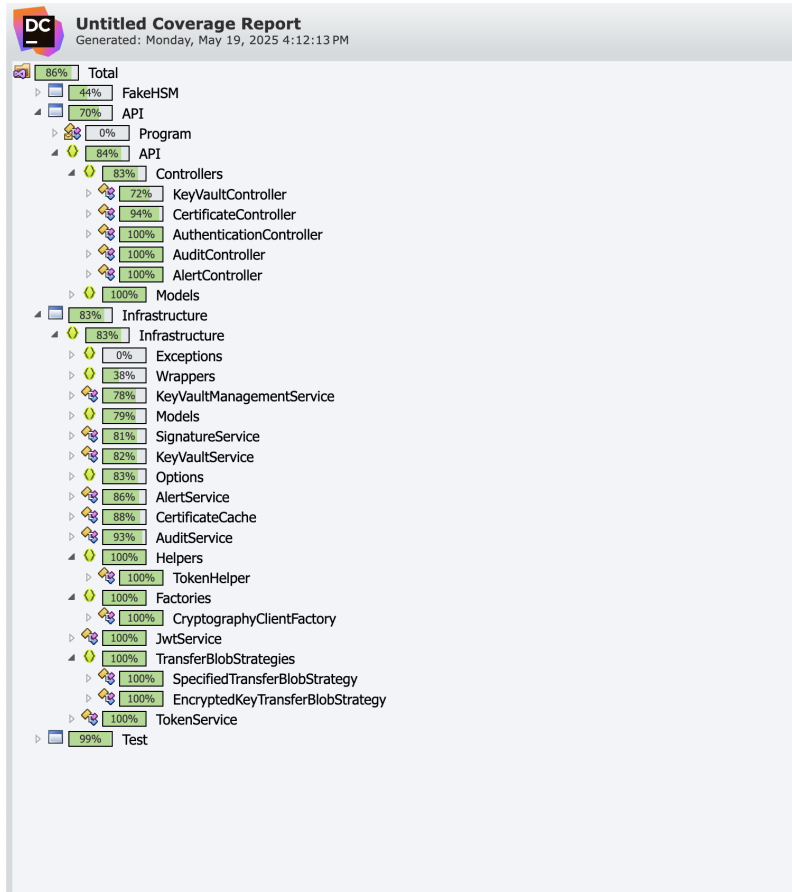 DC
Untitled Coverage Report
Generated: Monday, May 19, 2025 4:12:13 PM
86% Total
44% FakeHSM
70% API
0% Program
84% API
83% Controllers
72% KeyVaultController
94% CertificateController
100% AuthenticationController
100% AuditController
100% AlertController
100% Models
83% Infrastructure
83% Infrastructure
0% Exceptions
38% Wrappers
78% KeyVaultManagementService
79% Models
81% SignatureService
82% KeyVaultService
83% Options
86% AlertService
88% CertificateCache
93% AuditService
100% Helpers
100% TokenHelper
100% Factories
100% CryptographyClientFactory
100% JwtService
100% TransferBlobStrategies
100% SpecifiedTransferBlobStrategy
100% EncryptedKeyTransferBlobStrategy
100% TokenService
99% Test